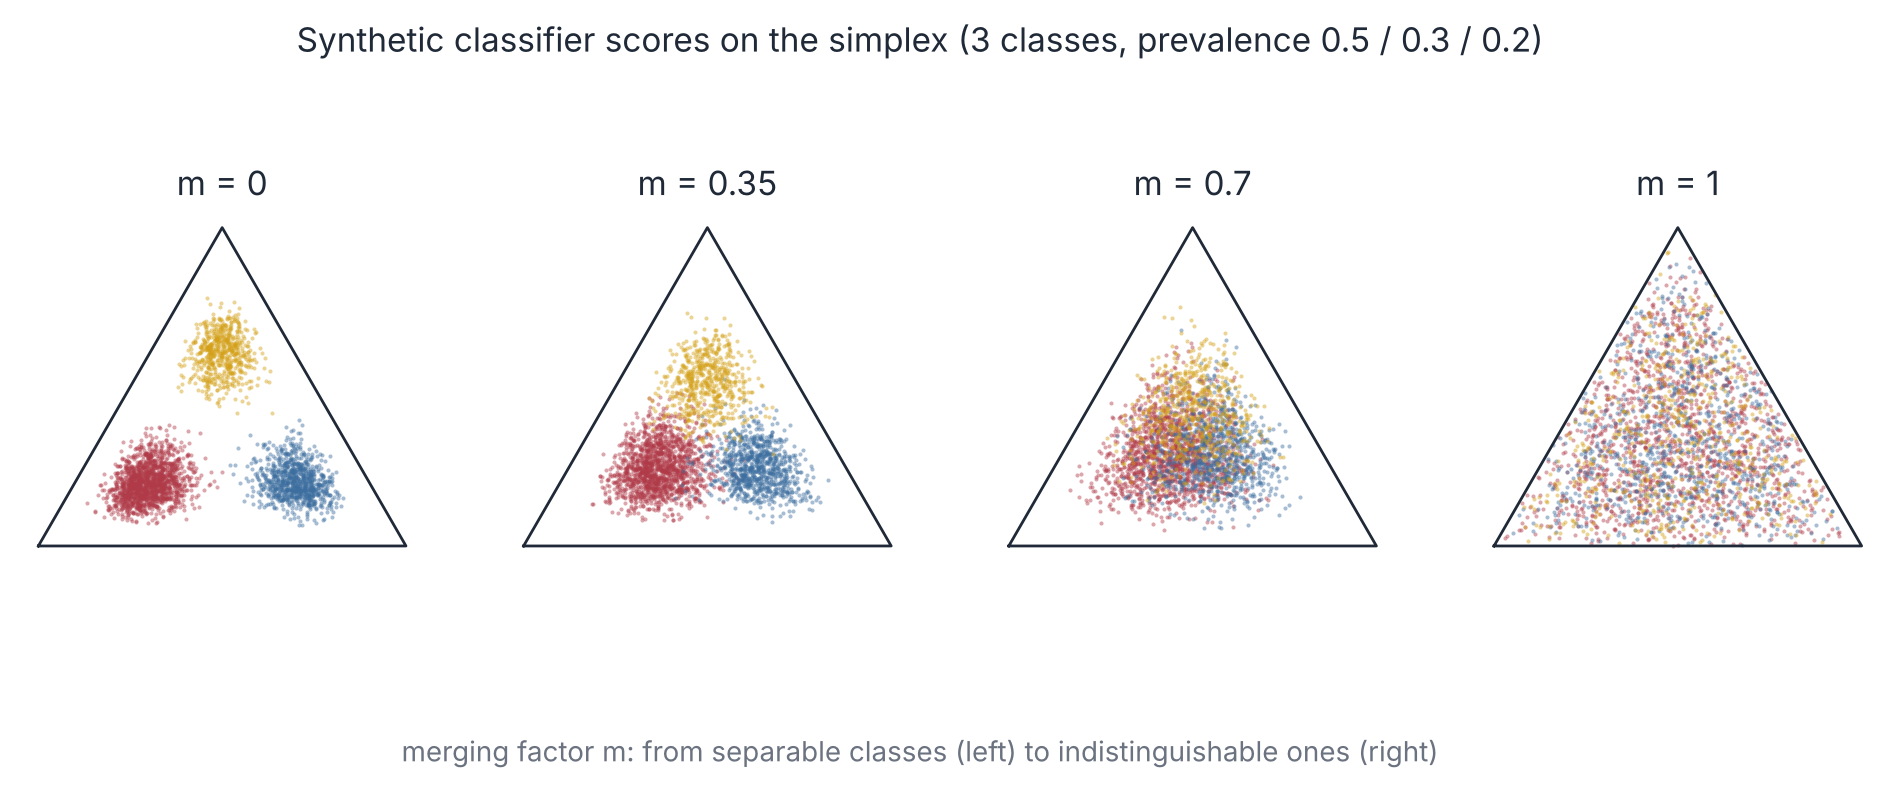 Synthetic classifier scores on the simplex (3 classes, prevalence 0.5 / 0.3 / 0.2)
m = 0
m = 0.35
m = 0.7
m = 1
merging factor m: from separable classes (left) to indistinguishable ones (right)